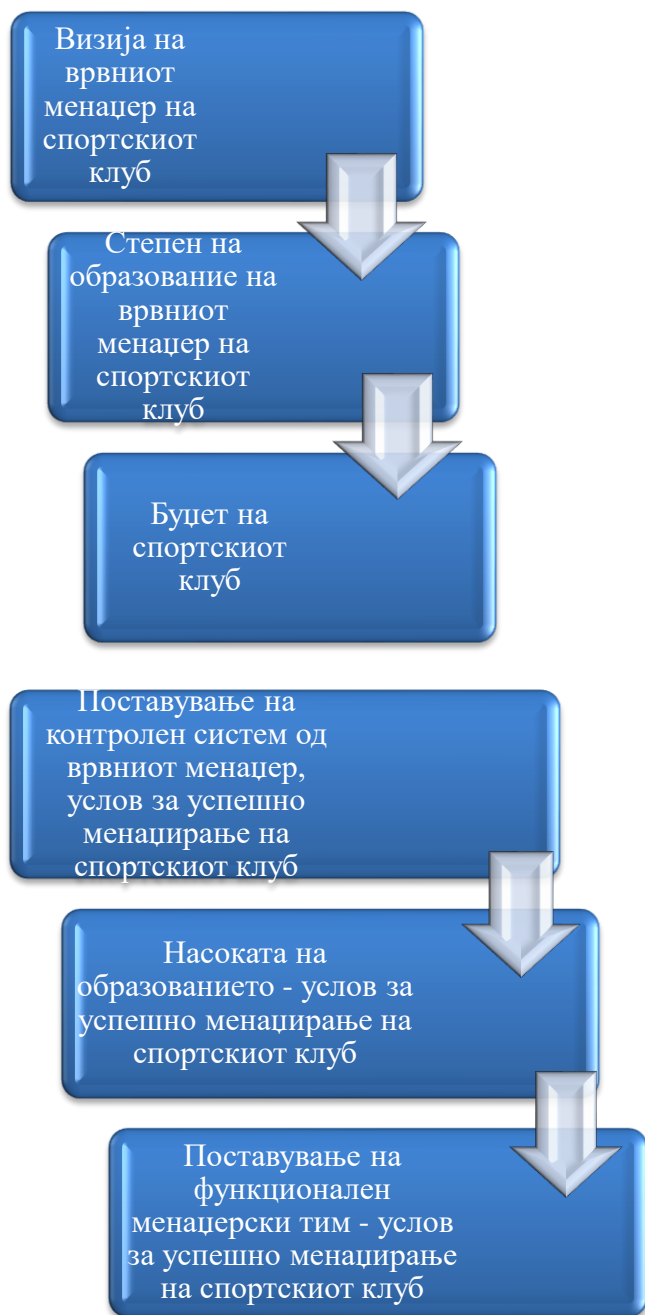 Визија на
врвниот
менаџер на
спортскиот
клуб
Степен на
образование на
врвниот
менаџер на
спортскиот
клуб
Буџет на
спортскиот
клуб
Поставување на
контролен систем од
врвниот менаџер,
услов за успешно
менаџирање на
спортскиот клуб
Насоката на
образованието - услов за
успешно менаџирање на
спортскиот клуб
Поставување на
функционален
менаџерски тим - услов
за успешно менаџирање
на спортскиот клуб